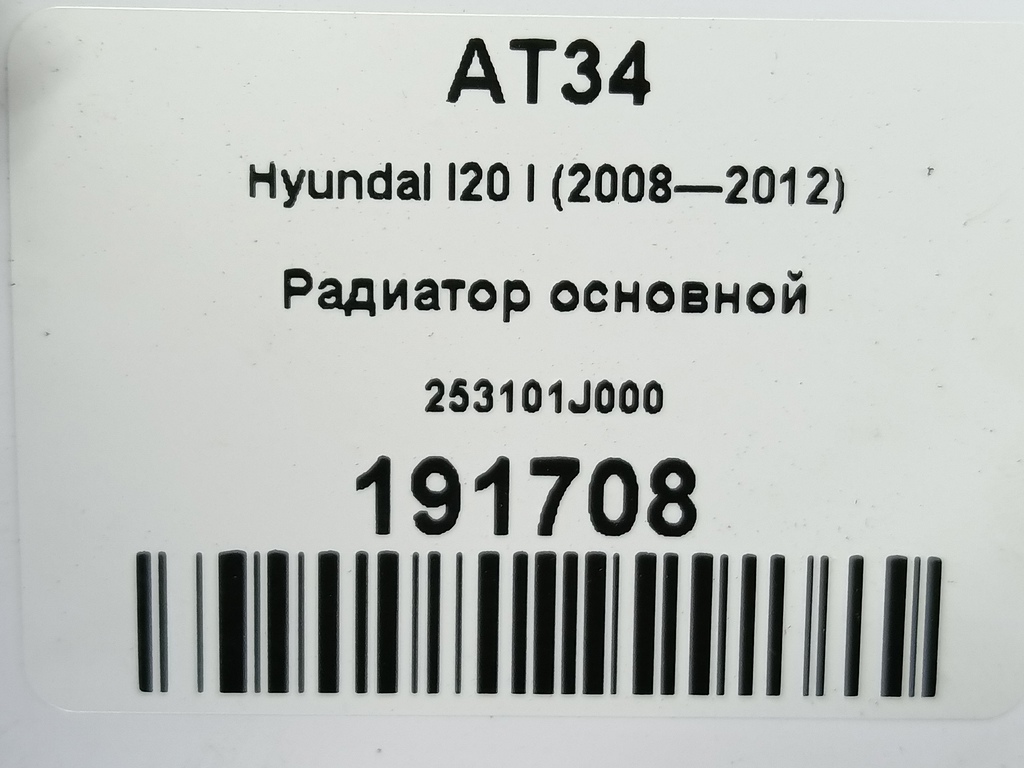 AT34
Hyundai I20 I (2008—2012)
Радиатор основной
253101J000
191708